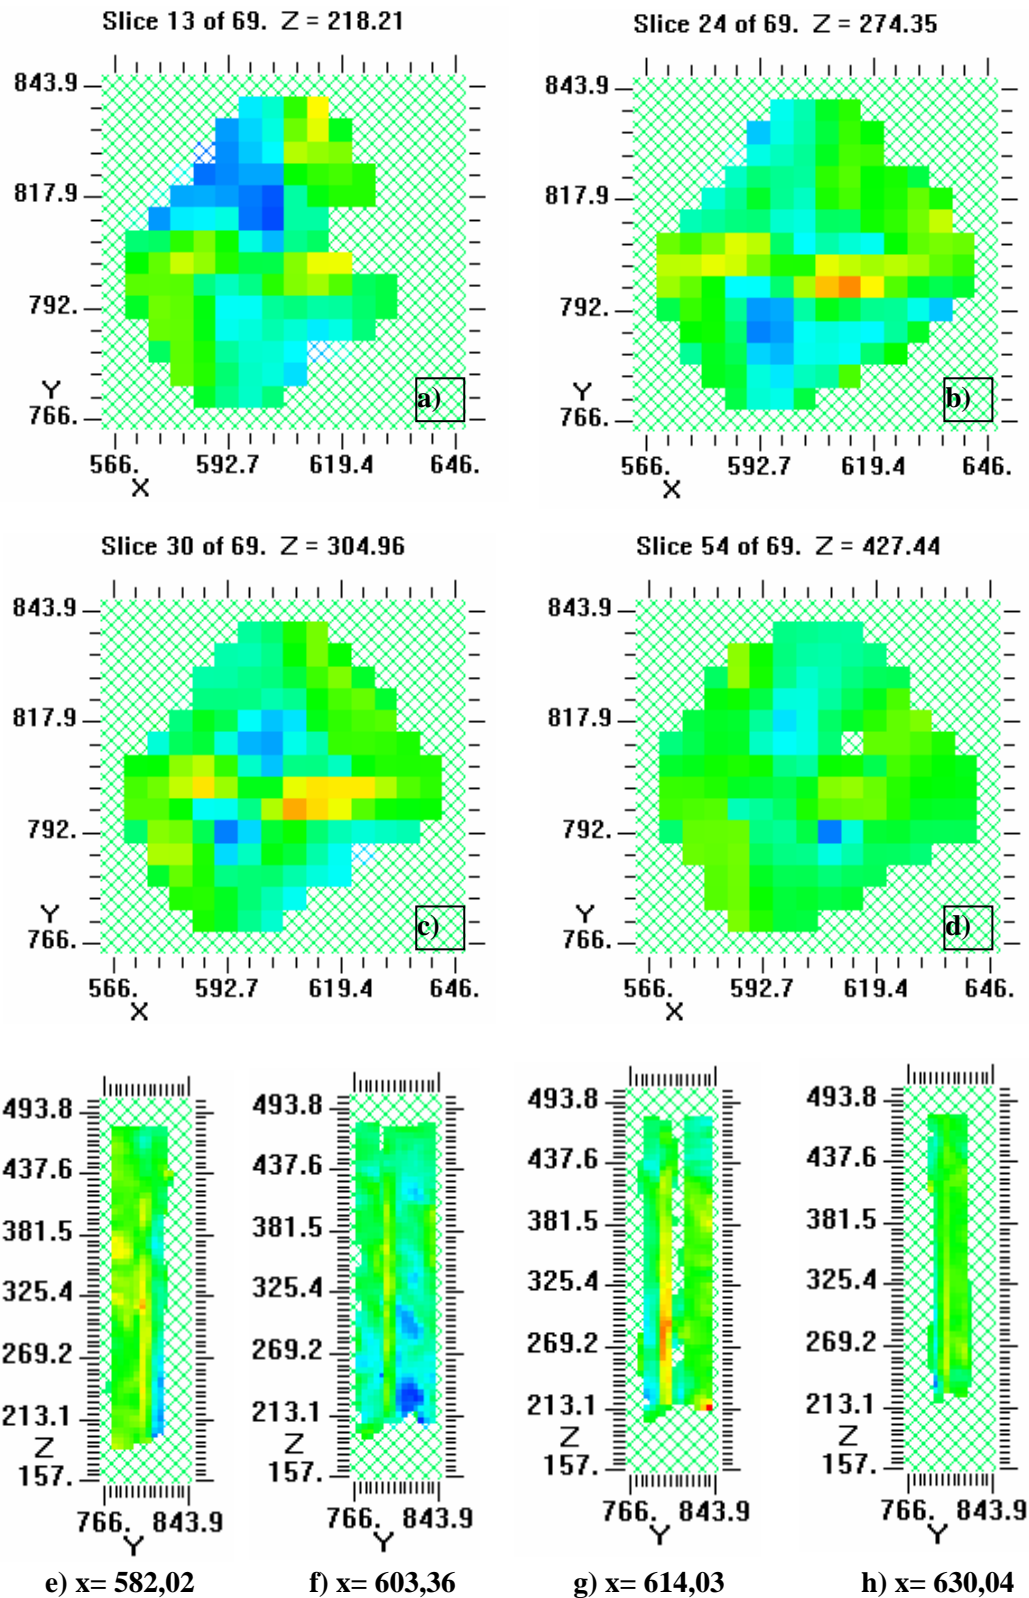 Slice 13 of 69. Z = 218.21
843.9
817.9
792.
Y
766.
a)
566. 592.7 619.4 646.
X
Slice 24 of 69. Z = 274.35
843.9
817.9
792.
Y
766.
b)
566. 592.7 619.4 646.
X
Slice 30 of 69. Z = 304.96
843.9
817.9
792.
Y
766.
c)
566. 592.7 619.4 646.
X
Slice 54 of 69. Z = 427.44
843.9
817.9
792.
Y
766.
d)
566. 592.7 619.4 646.
X
493.8
437.6
381.5
325.4
269.2
213.1
Z
157.
766. 843.9
Y
e) x= 582,02
493.8
437.6
381.5
325.4
269.2
213.1
Z
157.
766. 843.9
Y
f) x= 603,36
493.8
437.6
381.5
325.4
269.2
213.1
Z
157.
766. 843.9
Y
g) x= 614,03
493.8
437.6
381.5
325.4
269.2
213.1
Z
157.
766. 843.9
Y
h) x= 630,04